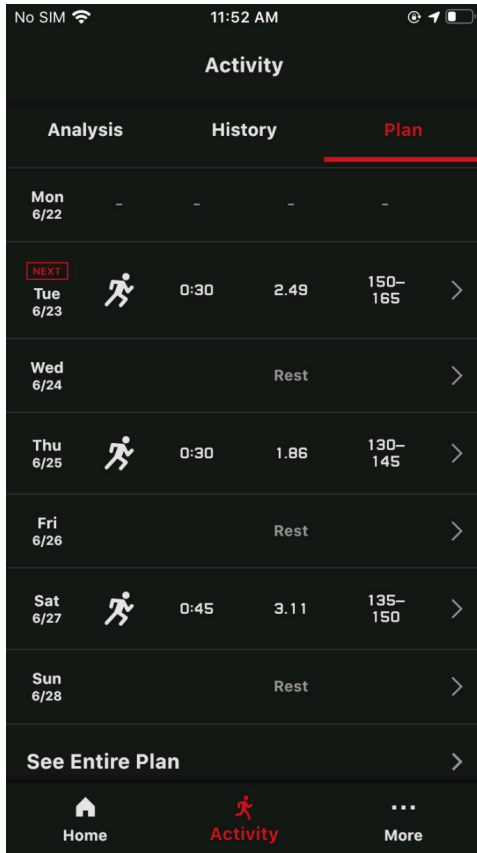 No SIM 11:52 AM
Activity
Analysis History Plan
Mon
6/22 - - - -
NEXT
Tue
6/23 0:30 2.49 150–
165
Wed
6/24 Rest
Thu
6/25 0:30 1.86 130–
145
Fri
6/26 Rest
Sat
6/27 0:45 3.11 135–
150
Sun
6/28 Rest
See Entire Plan
Home Activity More